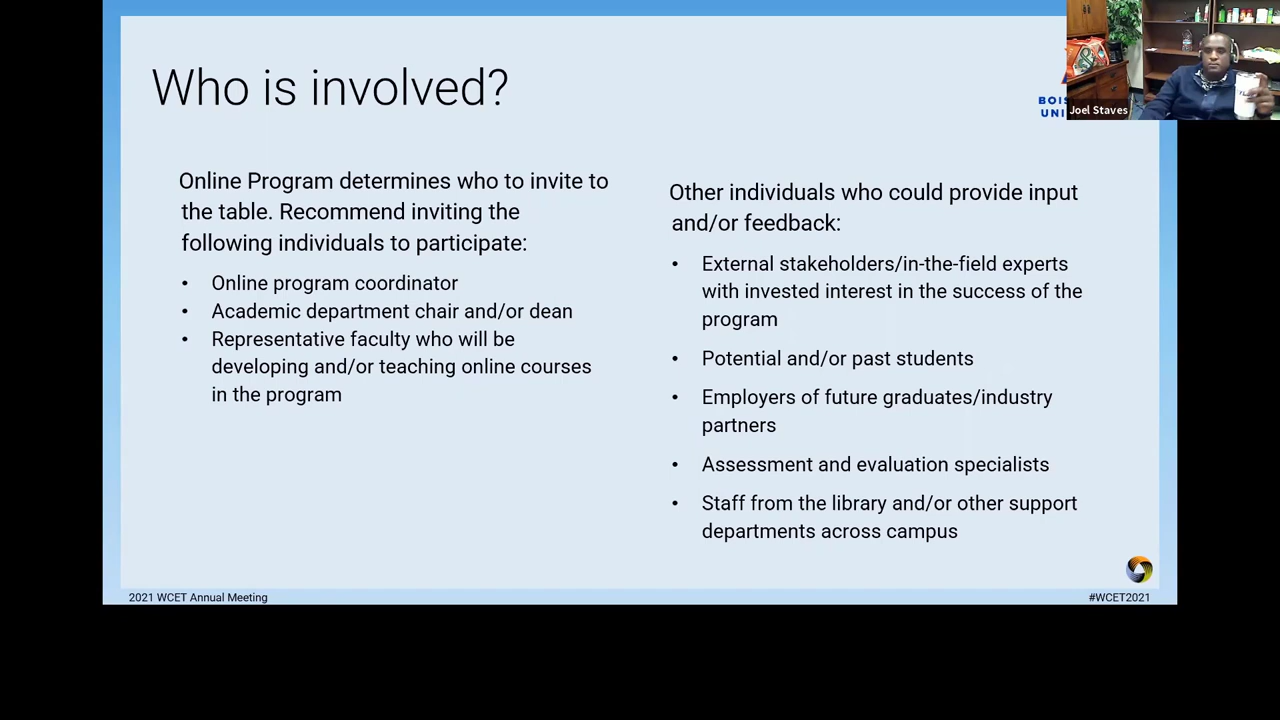 Who is involved?
BOIS
UNI
Joel Staves
Online Program determines who to invite to
the table. Recommend inviting the
following individuals to participate:
• Online program coordinator
• Academic department chair and/or dean
• Representative faculty who will be
developing and/or teaching online courses
in the program
Other individuals who could provide input
and/or feedback:
• External stakeholders/in-the-field experts
with invested interest in the success of the
program
• Potential and/or past students
• Employers of future graduates/industry
partners
• Assessment and evaluation specialists
• Staff from the library and/or other support
departments across campus
2021 WCET Annual Meeting
#WCET2021